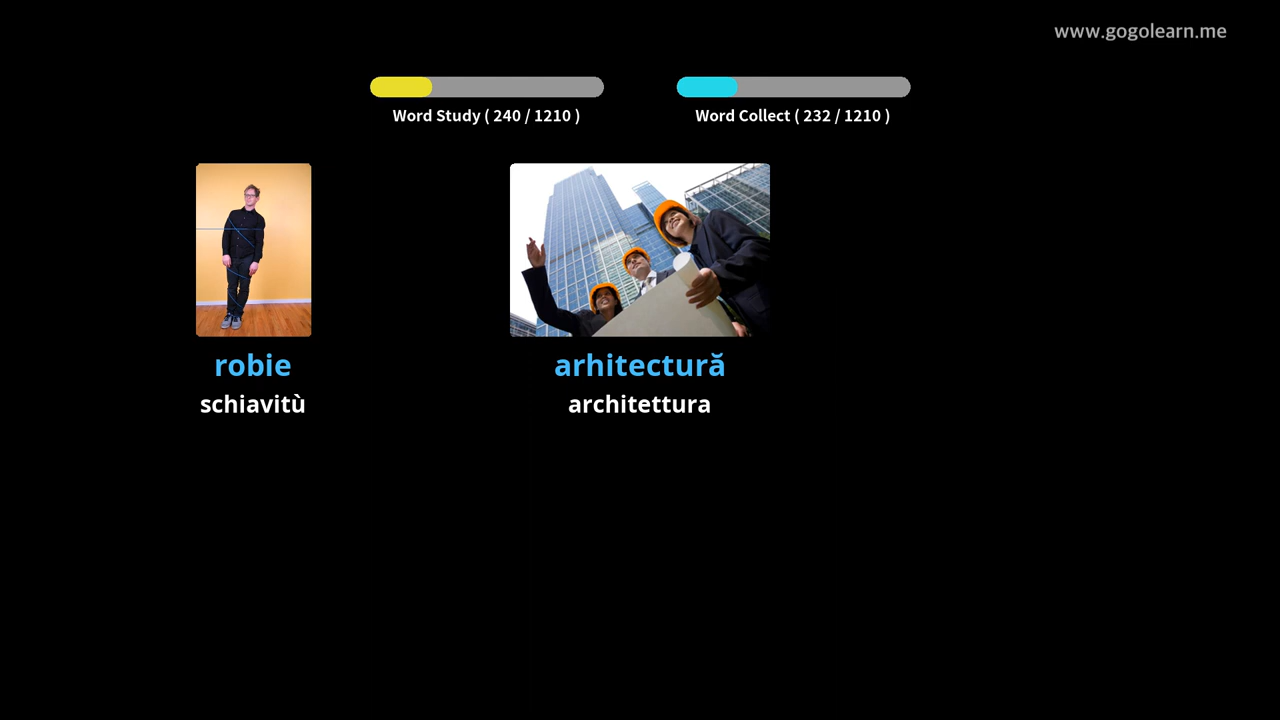 www.gogolearn.me
Word Study ( 240 / 1210 )
Word Collect ( 232 / 1210 )
robie
schiavitù
arhitectură
architettura